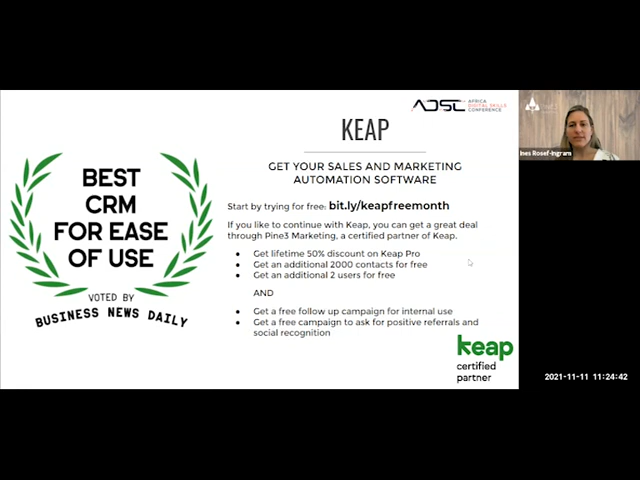 ADSC AFRICA
DIGITAL SKILLS
CONFERENCE
KEAP
GET YOUR SALES AND MARKETING
AUTOMATION SOFTWARE
Start by trying for free: bit.ly/keapfreemonth
If you like to continue with Keap, you can get a great deal
through Pine3 Marketing, a certified partner of Keap.
• Get lifetime 50% discount on Keap Pro
• Get an additional 2000 contacts for free
• Get an additional 2 users for free
AND
• Get a free follow up campaign for internal use
• Get a free campaign to ask for positive referrals and
social recognition
BEST
CRM
FOR EASE
OF USE
VOTED BY
BUSINESS NEWS DAILY
keap
certified
partner
Ines Rosef-Ingram
2021-11-11 11:24:42